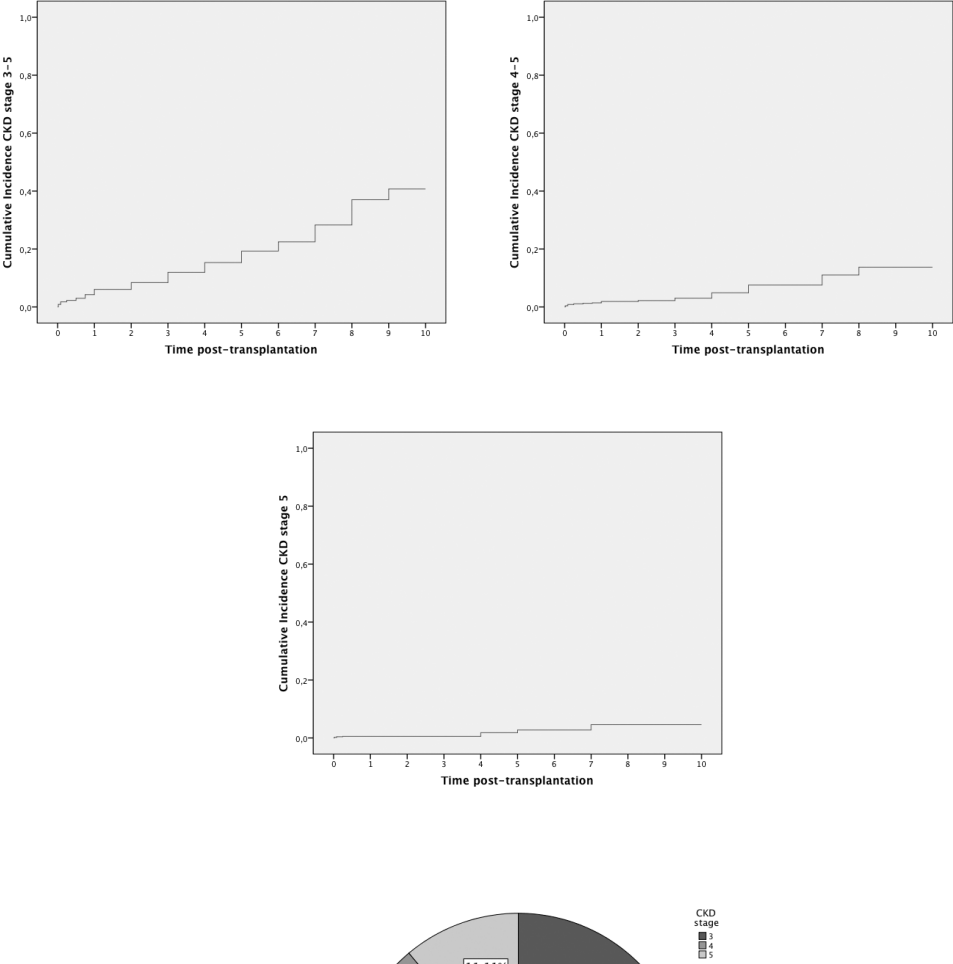 Cumulative Incidence CKD stage 3-5
1,0
0,8
0,6
0,4
0,2
0,0
0 1 2 3 4 5 6 7 8 9 10
Time post-transplantation
Cumulative Incidence CKD stage 4-5
1,0
0,8
0,6
0,4
0,2
0,0
0 1 2 3 4 5 6 7 8 9 10
Time post-transplantation
Cumulative Incidence CKD stage 5
1,0
0,8
0,6
0,4
0,2
0,0
0 1 2 3 4 5 6 7 8 9 10
Time post-transplantation
CKD
stage
3
4
5